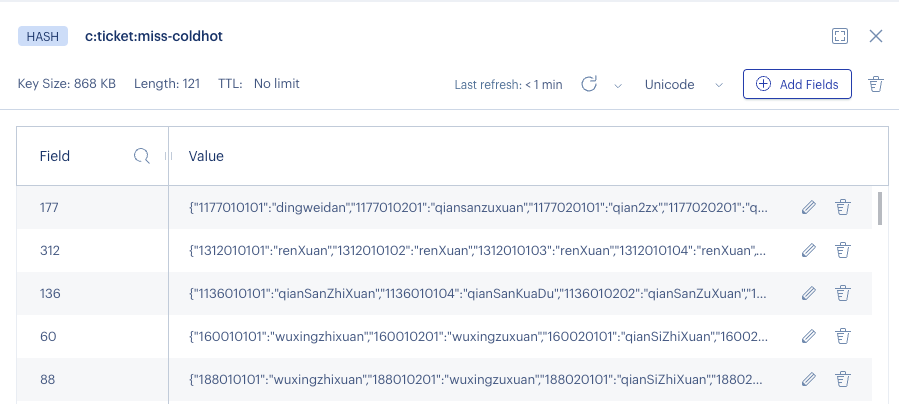 HASH c:ticket:miss-coldhot
Key Size: 868 KB Length: 121 TTL: No limit Last refresh: < 1 min Unicode Add Fields
Field Value
177 {"1177010101":"dingweidan","1177010201":"qiansanzuxuan","1177020101":"qian2zx","1177020201":"q...
312 {"1312010101":"renXuan","1312010102":"renXuan","1312010103":"renXuan","1312010104":"renXuan",...
136 {"1136010101":"qianSanZhiXuan","1136010104":"qianSanKuaDu","1136010202":"qianSanZuXuan","1...
60 {"160010101":"wuxingzhixuan","160010201":"wuxingzuxuan","160020101":"qianSiZhiXuan","16002...
88 {"188010101":"wuxingzhixuan","188010201":"wuxingzuxuan","188020101":"qianSiZhiXuan","18802...